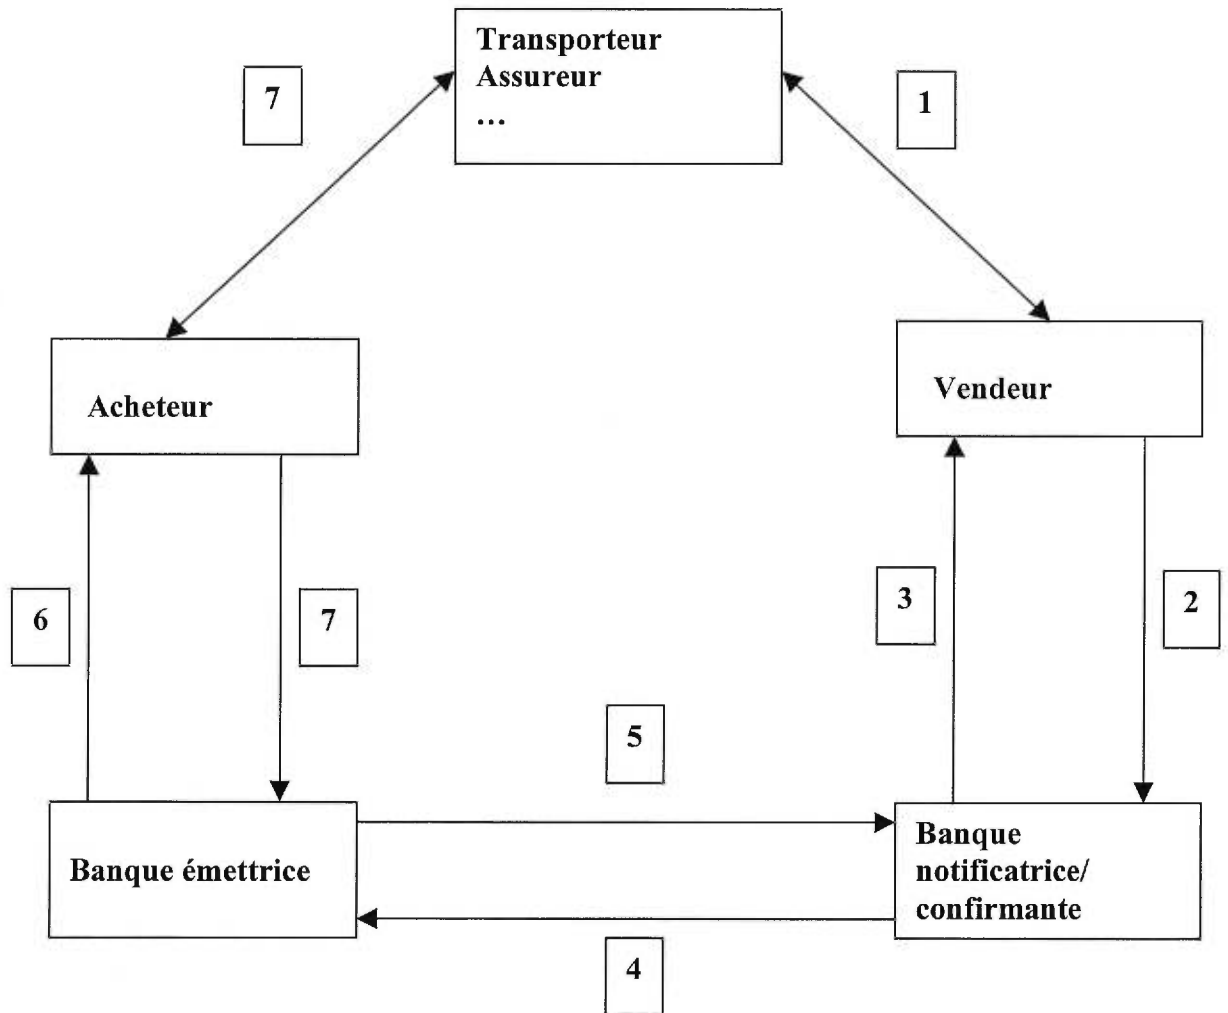 Transporteur
Assureur
...
7
1
Acheteur
Vendeur
6
7
3
2
5
Banque émettrice
Banque
notificatrice/
confirmante
4